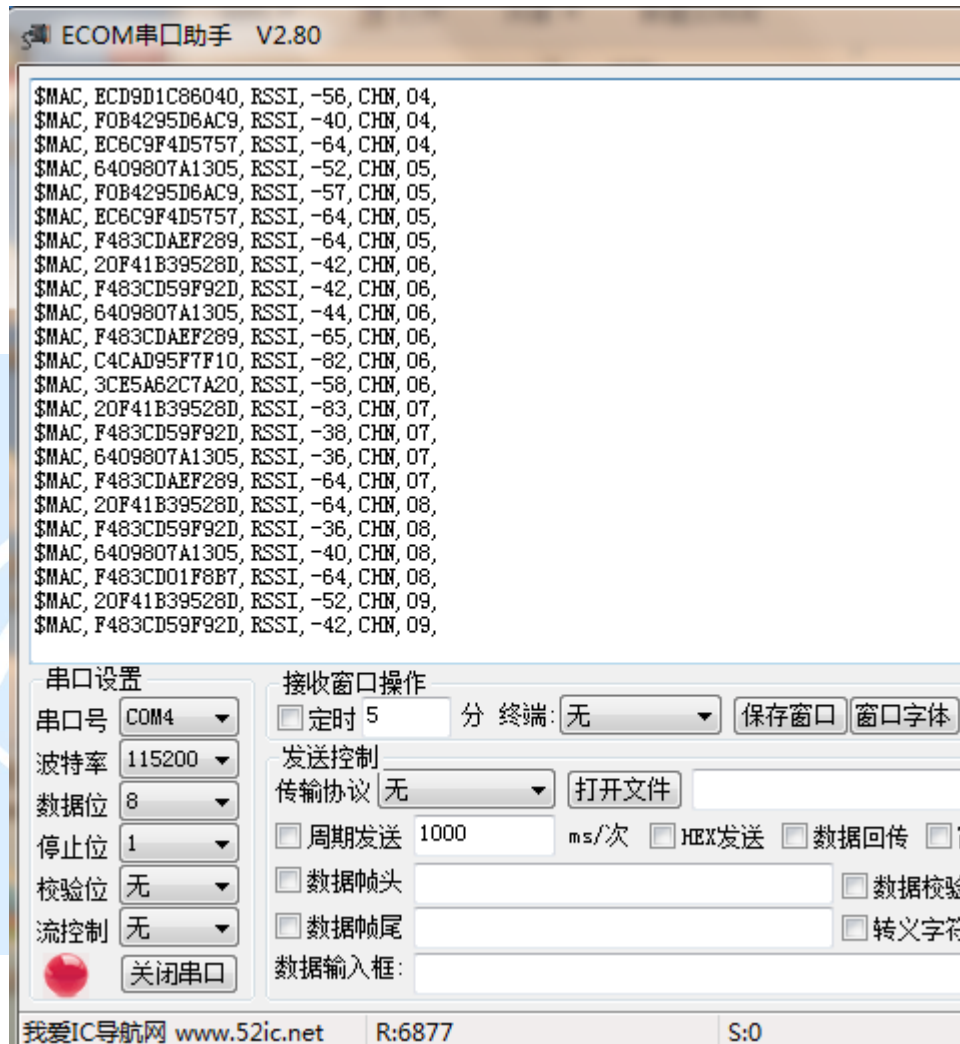 ECOM串口助手 V2.80
$MAC, ECD9D1C86040, RSSI, -56, CHN, 04,
$MAC, F0B4295D6AC9, RSSI, -40, CHN, 04,
$MAC, EC6C9F4D5757, RSSI, -64, CHN, 04,
$MAC, 6409807A1305, RSSI, -52, CHN, 05,
$MAC, F0B4295D6AC9, RSSI, -57, CHN, 05,
$MAC, EC6C9F4D5757, RSSI, -64, CHN, 05,
$MAC, F483CDAEF289, RSSI, -64, CHN, 05,
$MAC, 20F41B39528D, RSSI, -42, CHN, 06,
$MAC, F483CD59F92D, RSSI, -42, CHN, 06,
$MAC, 6409807A1305, RSSI, -44, CHN, 06,
$MAC, F483CDAEF289, RSSI, -65, CHN, 06,
$MAC, C4CAD95F7F10, RSSI, -82, CHN, 06,
$MAC, 3CE5A62C7A20, RSSI, -58, CHN, 06,
$MAC, 20F41B39528D, RSSI, -83, CHN, 07,
$MAC, F483CD59F92D, RSSI, -38, CHN, 07,
$MAC, 6409807A1305, RSSI, -36, CHN, 07,
$MAC, F483CDAEF289, RSSI, -64, CHN, 07,
$MAC, 20F41B39528D, RSSI, -64, CHN, 08,
$MAC, F483CD59F92D, RSSI, -36, CHN, 08,
$MAC, 6409807A1305, RSSI, -40, CHN, 08,
$MAC, F483CD01F8B7, RSSI, -64, CHN, 08,
$MAC, 20F41B39528D, RSSI, -52, CHN, 09,
$MAC, F483CD59F92D, RSSI, -42, CHN, 09,
串口设置
串口号 COM4
波特率 115200
数据位 8
停止位 1
校验位 无
流控制 无
关闭串口
接收窗口操作
定时 5 分 终端: 无 保存窗口 窗口字体
发送控制
传输协议 无 打开文件
周期发送 1000 ms/次 HEX发送 数据回传
数据帧头 数据校验
数据帧尾 转义字符
数据输入框:
我爱IC导航网 www.52ic.net R:6877 S:0